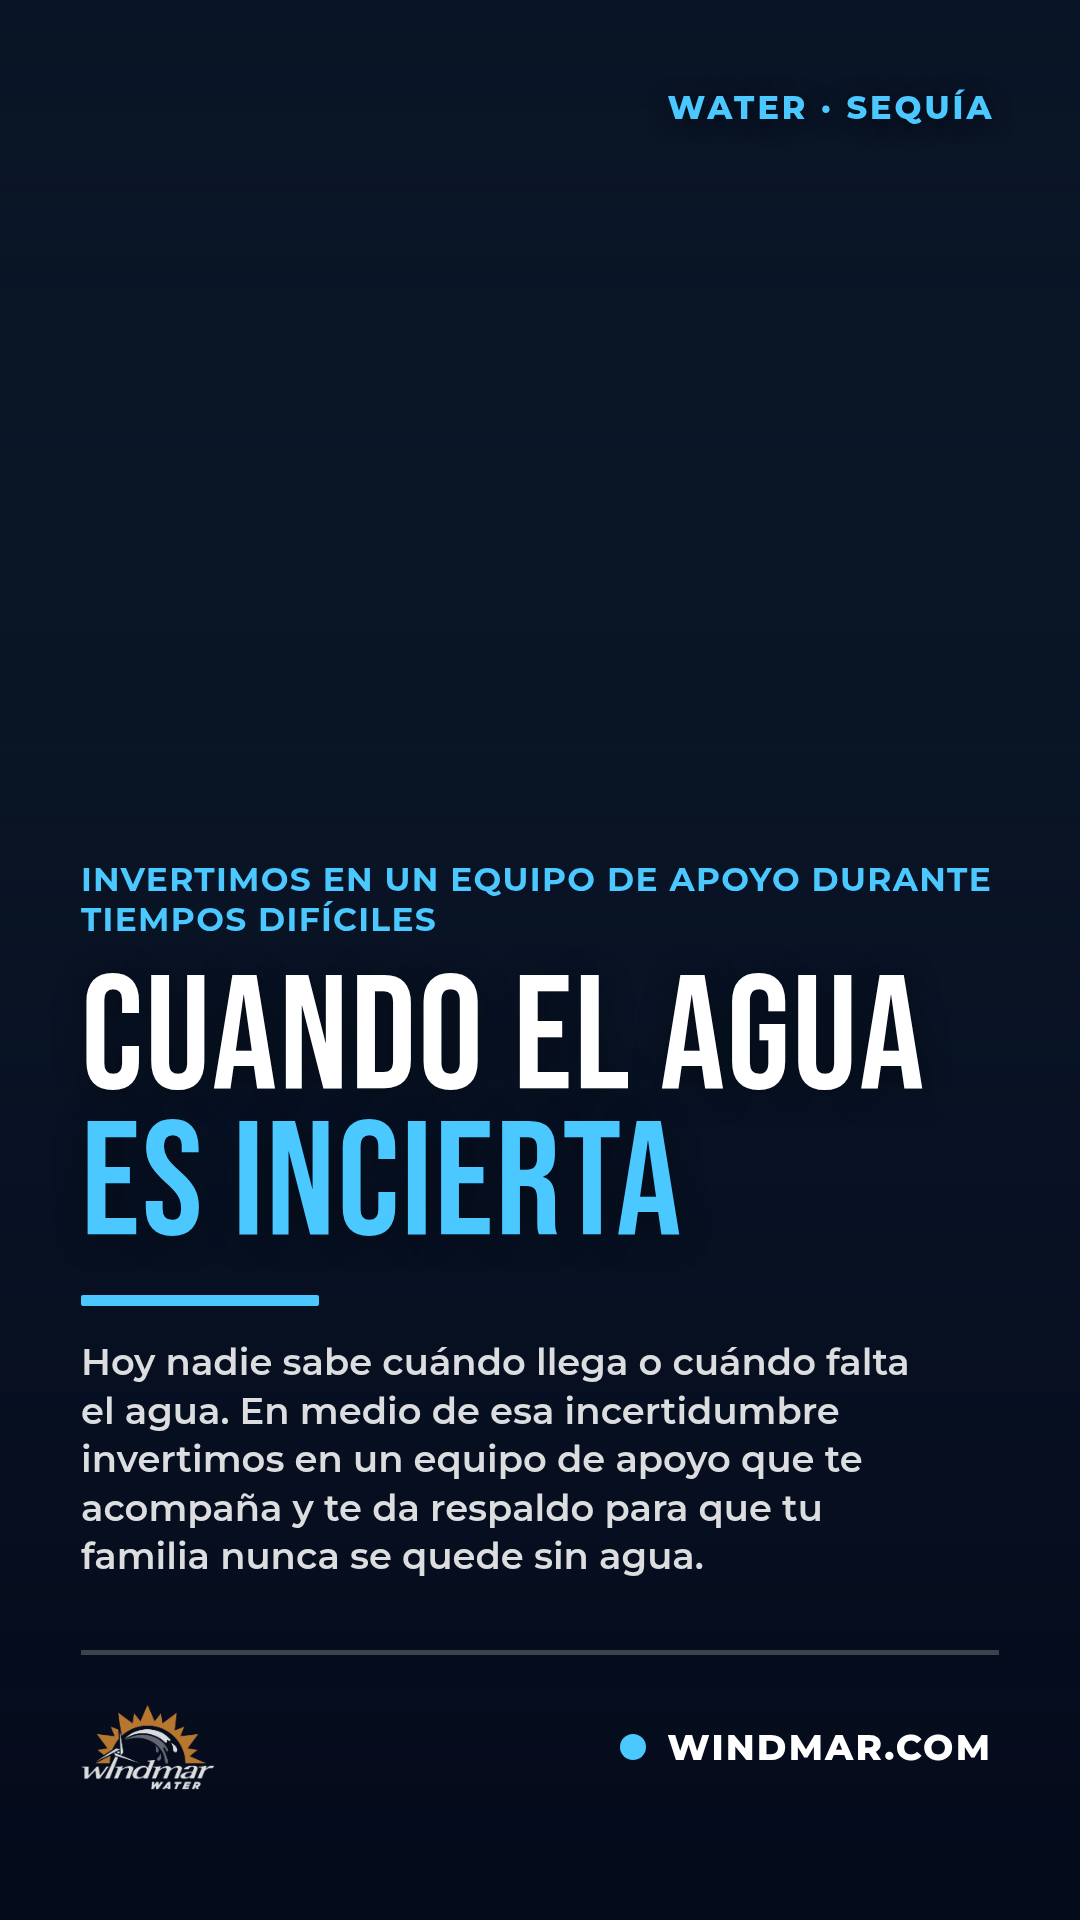 WATER · SEQUÍA
INVERTIMOS EN UN EQUIPO DE APOYO DURANTE
TIEMPOS DIFÍCILES
CUANDO EL AGUA
ES INCIERTA
Hoy nadie sabe cuándo llega o cuándo falta
el agua. En medio de esa incertidumbre
invertimos en un equipo de apoyo que te
acompaña y te da respaldo para que tu
familia nunca se quede sin agua.
windmar
WATER
WINDMAR.COM